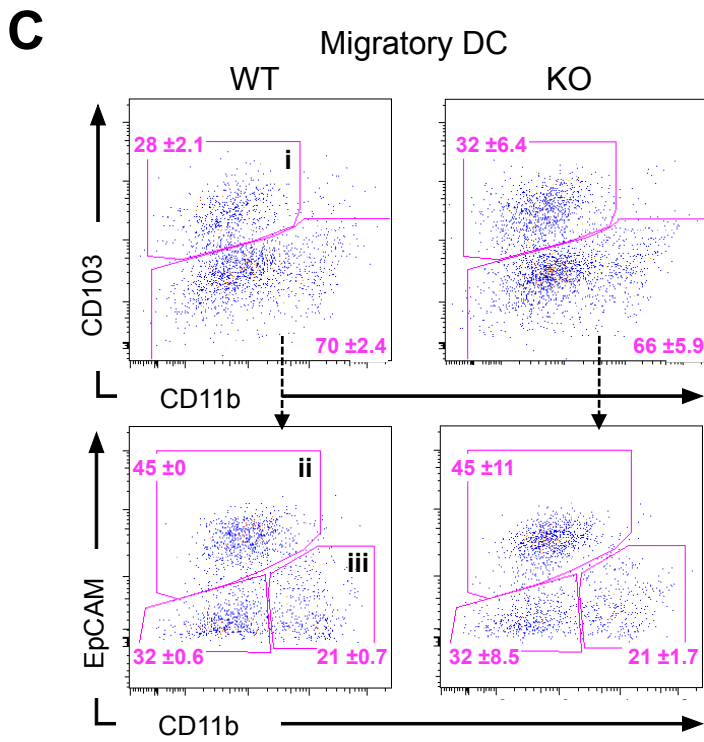 C
Migratory DC
WT
KO
28 ±2.1
i
32 ±6.4
CD103
70 ±2.4
66 ±5.9
CD11b
45 ±0
ii
45 ±11
iii
EpCAM
32 ±0.6
21 ±0.7
32 ±8.5
21 ±1.7
CD11b